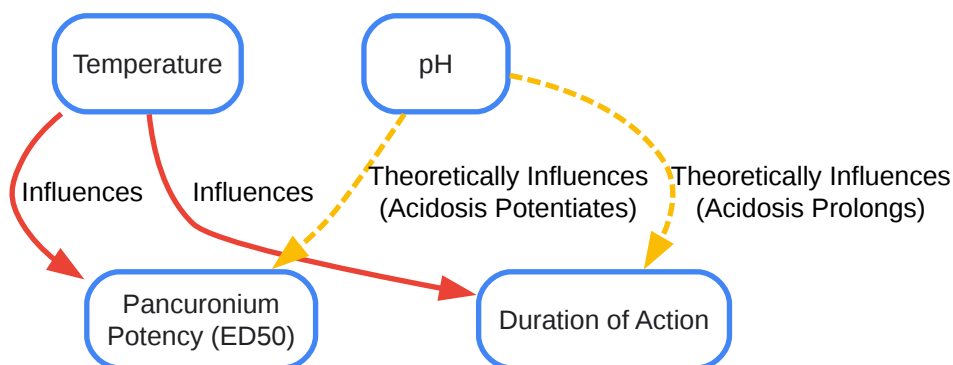 Temperature
pH
Influences
Influences
Theoretically Influences
(Acidosis Potentiates)
Theoretically Influences
(Acidosis Prolongs)
Pancuronium
Potency (ED50)
Duration of Action